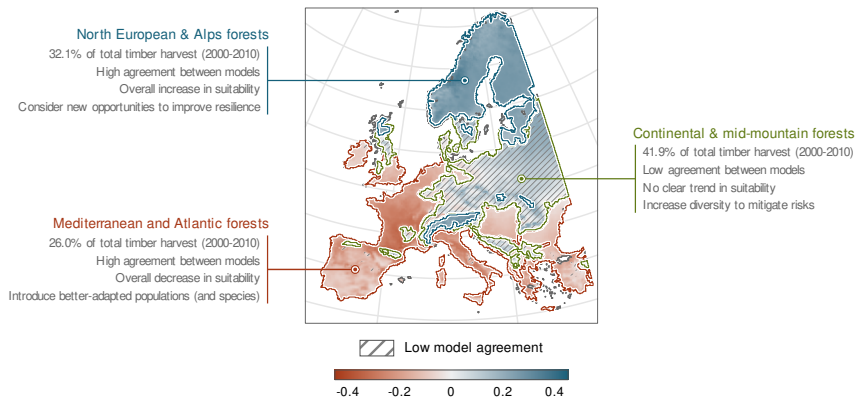 North European & Alps forests
32.1% of total timber harvest (2000-2010)
High agreement between models
Overall increase in suitability
Consider new opportunities to improve resilience
Continental & mid-mountain forests
41.9% of total timber harvest (2000-2010)
Low agreement between models
No clear trend in suitability
Increase diversity to mitigate risks
Mediterranean and Atlantic forests
26.0% of total timber harvest (2000-2010)
High agreement between models
Overall decrease in suitability
Introduce better-adapted populations (and species)
Low model agreement
-0.4 -0.2 0 0.2 0.4